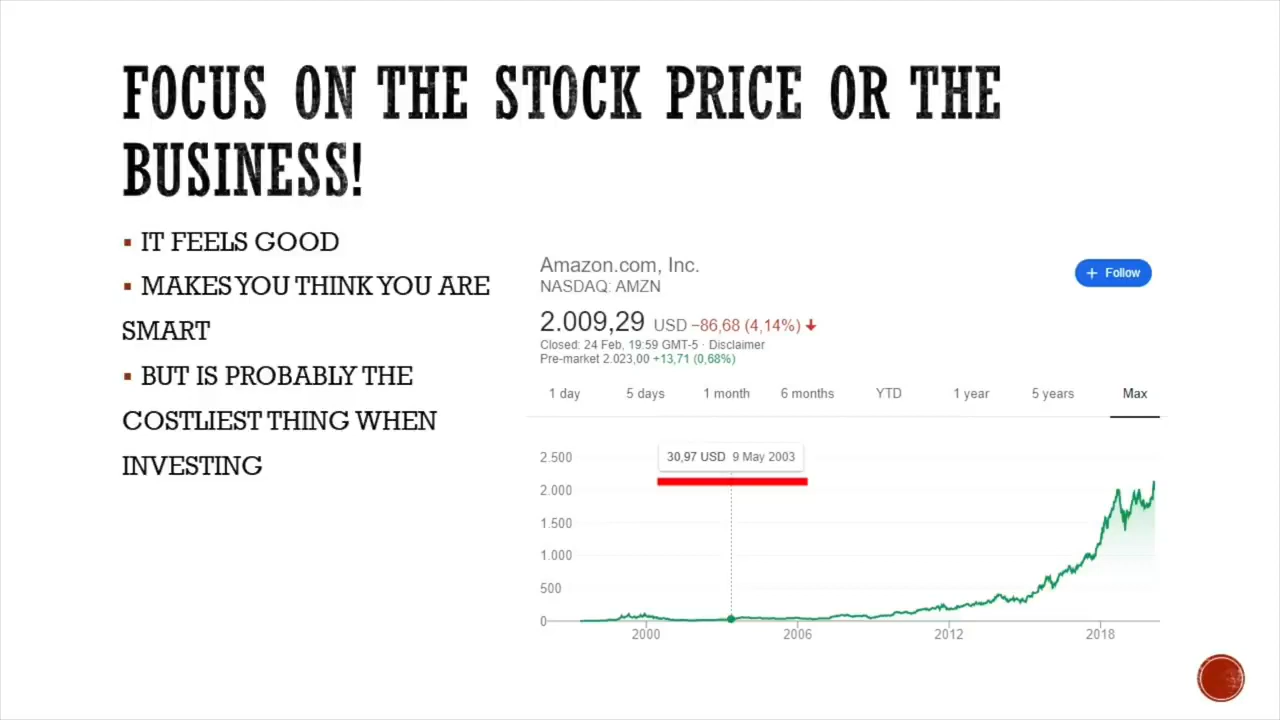 FOCUS ON THE STOCK PRICE OR THE
BUSINESS!
▪ IT FEELS GOOD
▪ MAKES YOU THINK YOU ARE
SMART
▪ BUT IS PROBABLY THE
COSTLIEST THING WHEN
INVESTING
Amazon.com, Inc.
NASDAQ: AMZN
+ Follow
2.009,29 USD −86,68 (4,14%)
Closed: 24 Feb, 19:59 GMT-5 · Disclaimer
Pre-market 2.023,00 +13,71 (0,68%)
1 day 5 days 1 month 6 months YTD 1 year 5 years Max
30,97 USD 9 May 2003
2.500
2.000
1.500
1.000
500
0
2000 2006 2012 2018